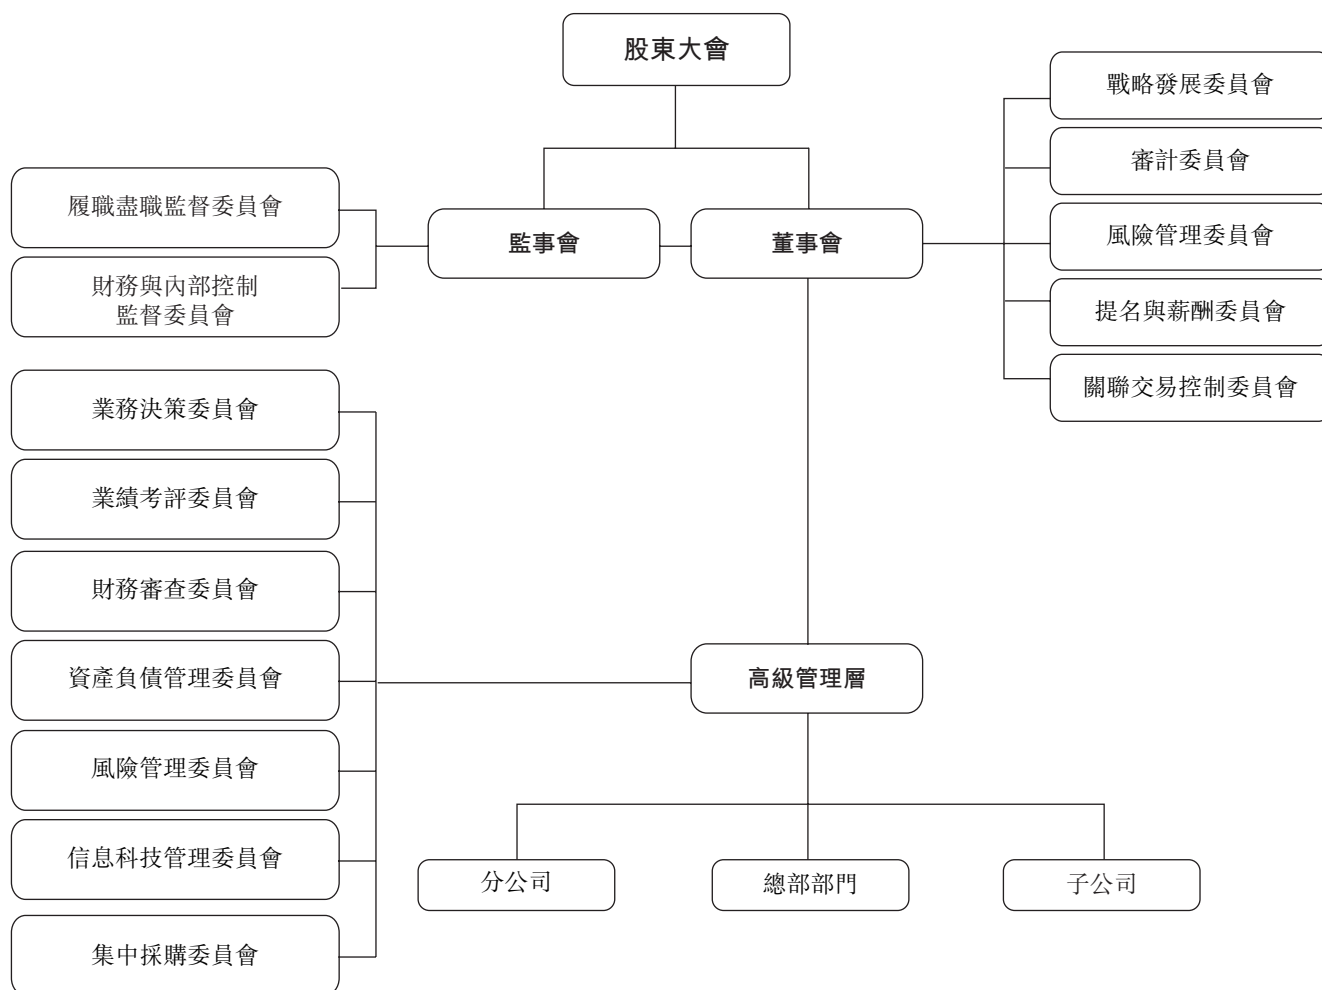 股東大會
戰略發展委員會
審計委員會
風險管理委員會
提名與薪酬委員會
關聯交易控制委員會
履職盡職監督委員會
財務與內部控制
監督委員會
監事會
董事會
業務決策委員會
業績考評委員會
財務審查委員會
資產負債管理委員會
風險管理委員會
信息科技管理委員會
集中採購委員會
高級管理層
分公司
總部部門
子公司